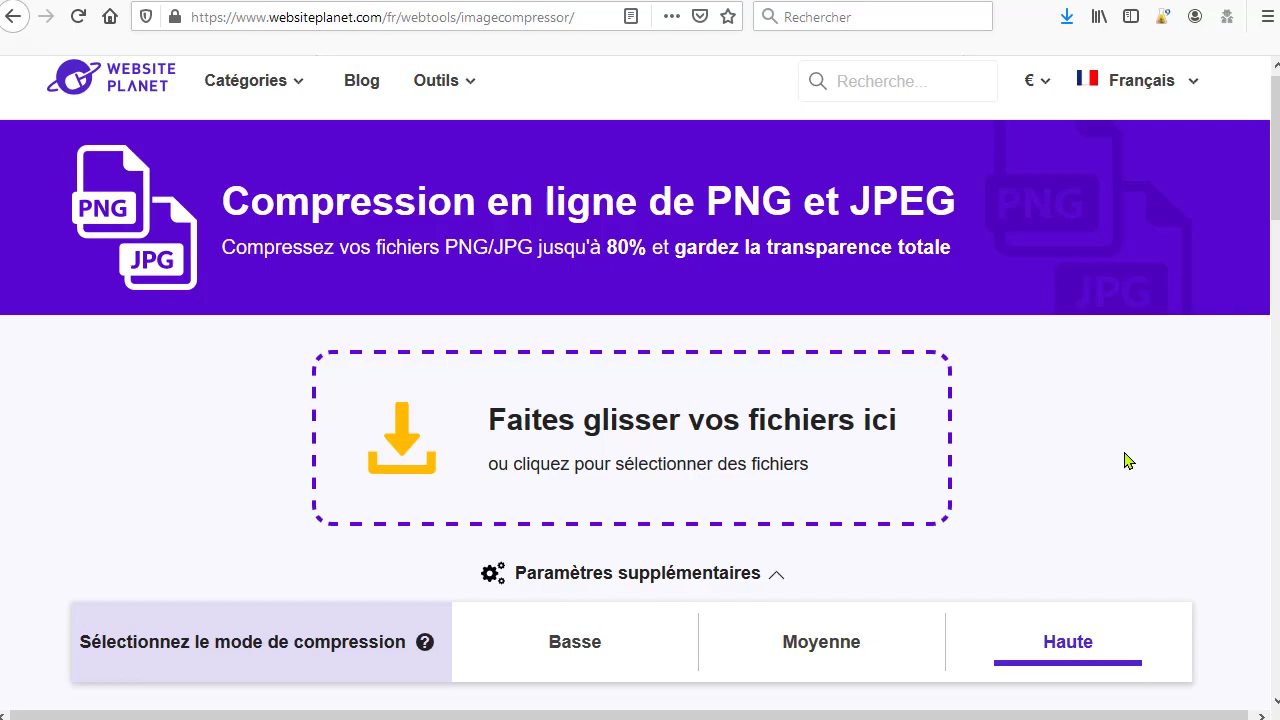 https://www.websiteplanet.com/fr/webtools/imagecompressor/
Rechercher
WEBSITE
PLANET
Catégories
Blog
Outils
Recherche...
€
Français
PNG
JPG
Compression en ligne de PNG et JPEG
Compressez vos fichiers PNG/JPG jusqu'à 80% et gardez la transparence totale
PNG
JPG
Faites glisser vos fichiers ici
ou cliquez pour sélectionner des fichiers
Paramètres supplémentaires
Sélectionnez le mode de compression ?
Basse
Moyenne
Haute